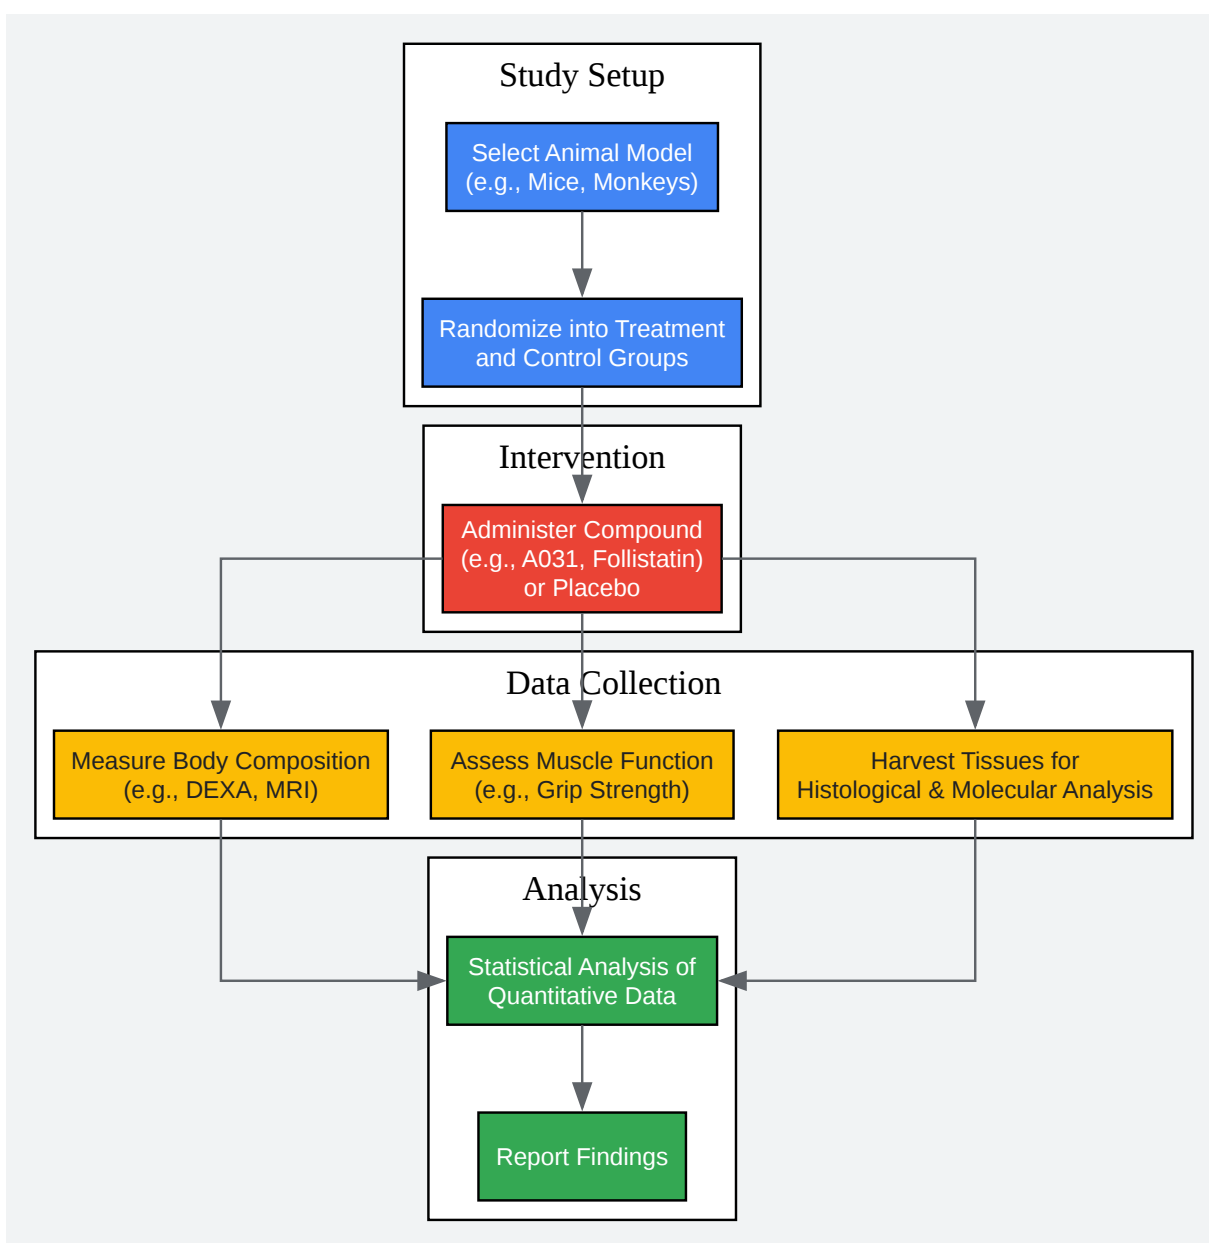 Study Setup
Select Animal Model
(e.g., Mice, Monkeys)
Randomize into Treatment
and Control Groups
Intervention
Administer Compound
(e.g., A031, Follistatin)
or Placebo
Data Collection
Measure Body Composition
(e.g., DEXA, MRI)
Assess Muscle Function
(e.g., Grip Strength)
Harvest Tissues for
Histological & Molecular Analysis
Analysis
Statistical Analysis of
Quantitative Data
Report Findings